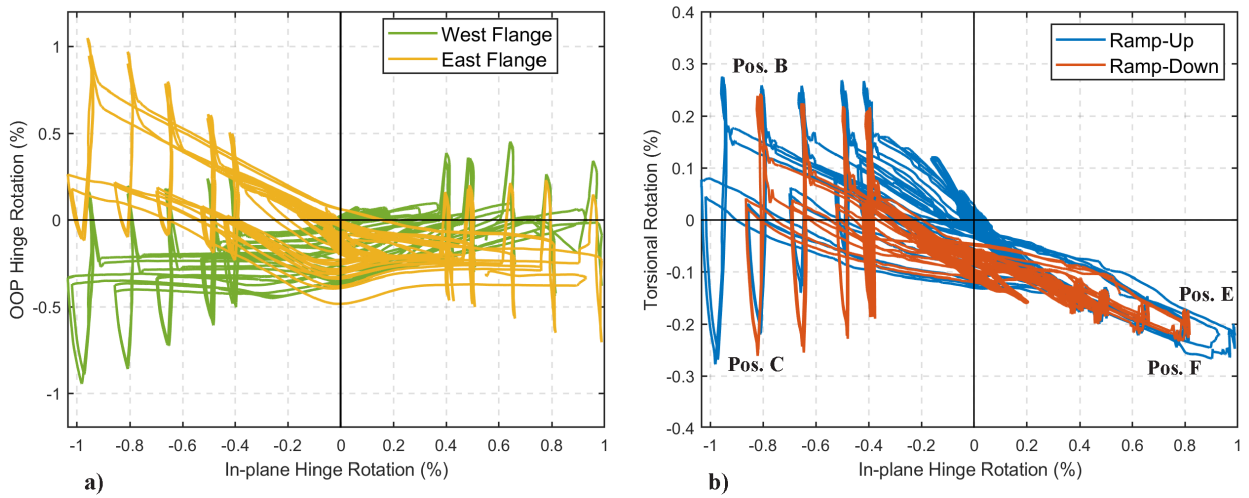 West Flange
East Flange
1
0.5
0
-0.5
-1
OOP Hinge Rotation (%)
-1
-0.8
-0.6
-0.4
-0.2
0
0.2
0.4
0.6
0.8
1
In-plane Hinge Rotation (%)
a)
Ramp-Up
Ramp-Down
Pos. B
Pos. E
Pos. C
Pos. F
0.4
0.3
0.2
0.1
0
-0.1
-0.2
-0.3
-0.4
Torsional Rotation (%)
-1
-0.8
-0.6
-0.4
-0.2
0
0.2
0.4
0.6
0.8
1
In-plane Hinge Rotation (%)
b)